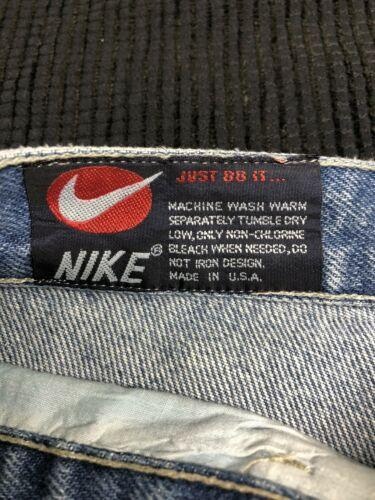 JUST 88 IT...
MACHINE WASH WARM
SEPARATELY TUMBLE DRY
LOW, ONLY NON-CHLORINE
BLEACH WHEN NEEDED, DO
NOT IRON DESIGN.
MADE IN U.S.A.
NIKE®